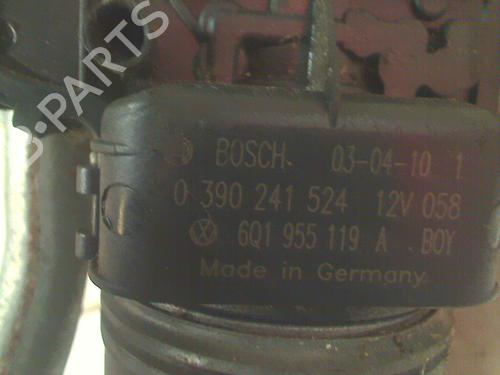 B-PARTS
BOSCH 03-04-10 1
0 390 241 524 12V 058
6Q1 955 119 A BOY
Made in Germany